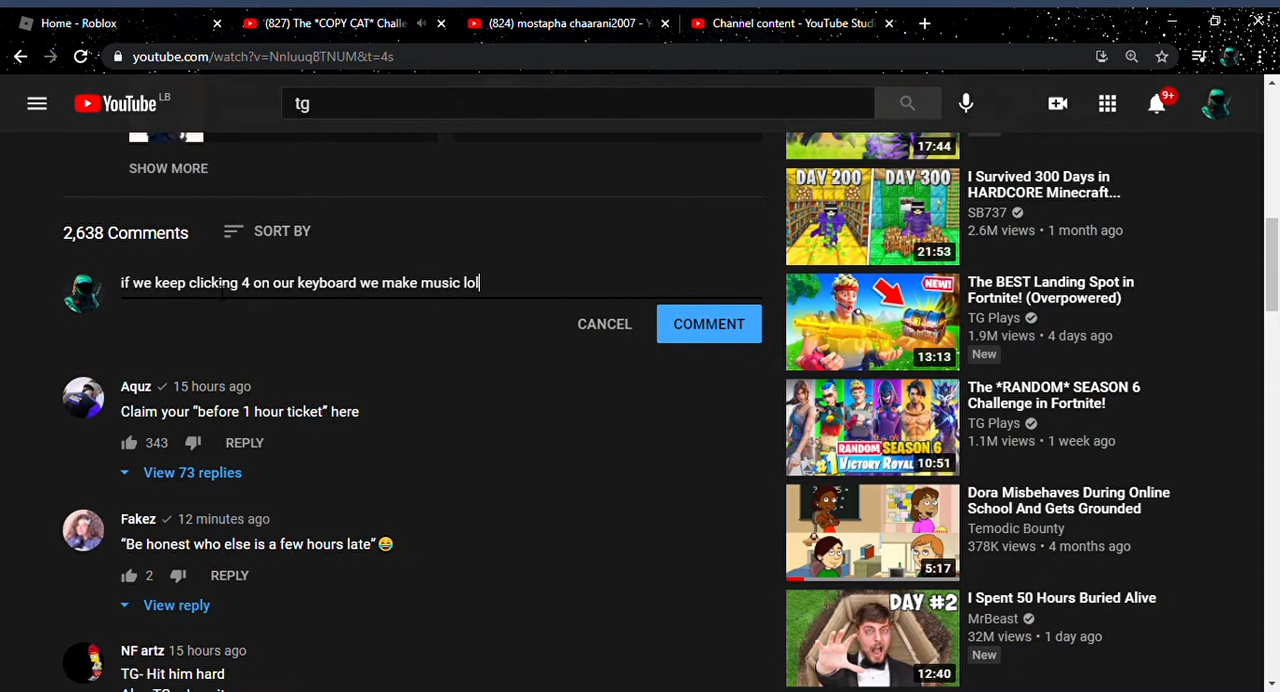 Home - Roblox
(827) The *COPY CAT* Challe
(824) mostapha chaarani2007 - Y
Channel content - YouTube Studi
youtube.com/watch?v=NnIuuqBTNUM&t=4s
YouTube LB
tg
9+
SHOW MORE
2,638 Comments
SORT BY
if we keep clicking 4 on our keyboard we make music lol
CANCEL
COMMENT
Aquz 15 hours ago
Claim your “before 1 hour ticket” here
343
REPLY
View 73 replies
Fakez 12 minutes ago
“Be honest who else is a few hours late”😂
2
REPLY
View reply
NF artz 15 hours ago
TG- Hit him hard
17:44
DAY 200 DAY 300
21:53
I Survived 300 Days in
HARDCORE Minecraft...
SB737
2.6M views • 1 month ago
NEW!
13:13
The BEST Landing Spot in
Fortnite! (Overpowered)
TG Plays
1.9M views • 4 days ago
New
RANDOM SEASON 6
#1 VICTORY ROYAL
10:51
The *RANDOM* SEASON 6
Challenge in Fortnite!
TG Plays
1.1M views • 1 week ago
5:17
Dora Misbehaves During Online
School And Gets Grounded
Temodic Bounty
378K views • 4 months ago
DAY #2
12:40
I Spent 50 Hours Buried Alive
MrBeast
32M views • 1 day ago
New